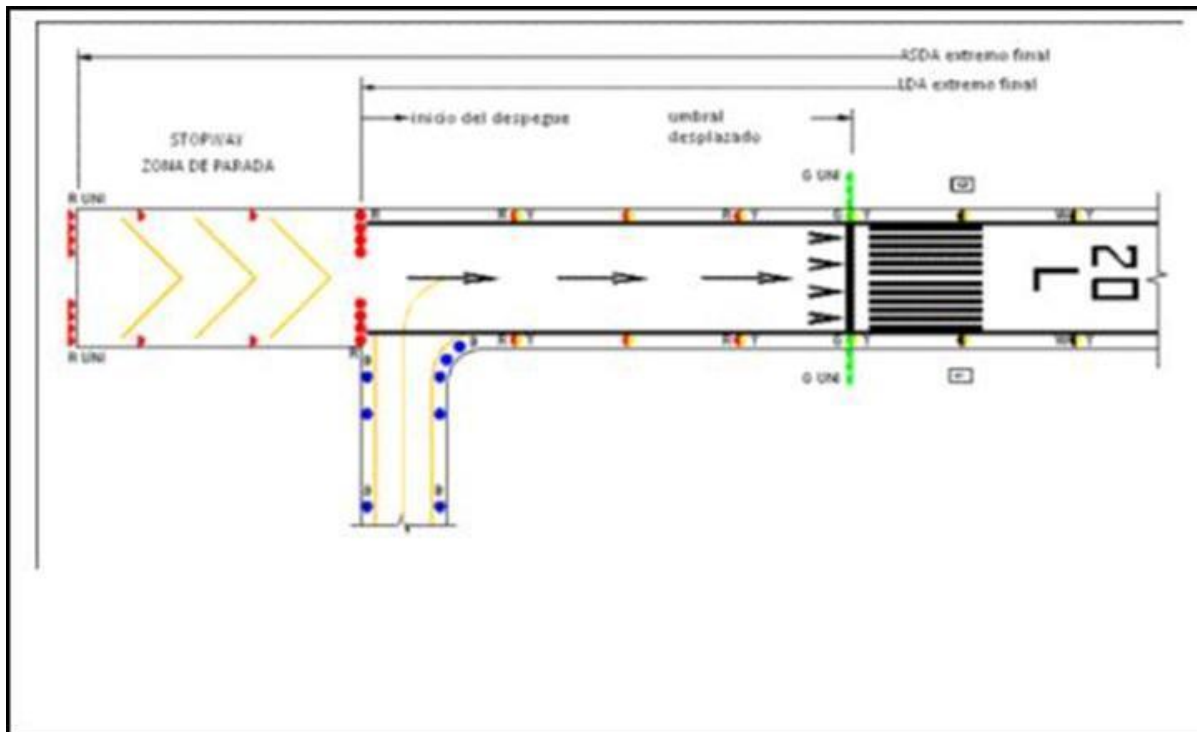 ASDA extremo final
LDA extremo final
inicio del despegue
umbral
desplazado
STOPWAY
ZONA DE PARADA
G UNI
R UNI
R
R Y
R Y
G Y
W Y
20
L
R UNI
R
R Y
R Y
G Y
W Y
G UNI